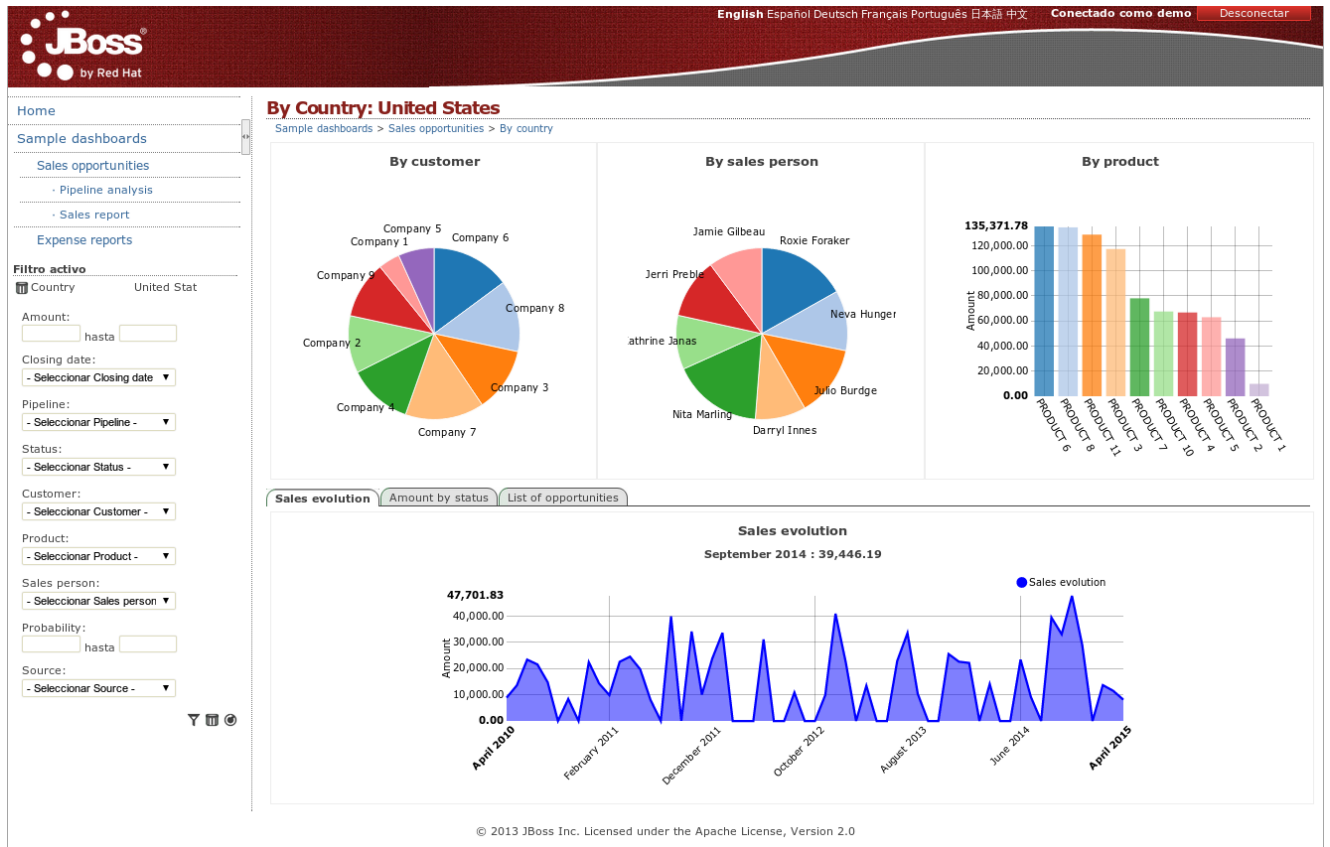 English Español Deutsch Français Português 日本語 中文 Conectado como demo Desconectar
JBoss®
by Red Hat
Home
Sample dashboards
Sales opportunities
· Pipeline analysis
· Sales report
Expense reports
Filtro activo
Country United Stat
Amount:
hasta
Closing date:
- Seleccionar Closing date
Pipeline:
- Seleccionar Pipeline -
Status:
- Seleccionar Status -
Customer:
- Seleccionar Customer -
Product:
- Seleccionar Product -
Sales person:
- Seleccionar Sales person
Probability:
hasta
Source:
- Seleccionar Source -
By Country: United States
Sample dashboards > Sales opportunities > By country
By customer
Company 5
Company 6
Company 1
Company 9
Company 8
Company 2
Company 3
Company 4
Company 7
By sales person
Jamie Gilbeau
Roxie Foraker
Jerri Preble
Neva Hunger
athrine Janas
Julio Burdge
Nita Marling
Darryl Innes
By product
135,371.78
120,000.00
100,000.00
80,000.00
60,000.00
40,000.00
20,000.00
0.00
Amount
PRODUCT 6
PRODUCT 8
PRODUCT 11
PRODUCT 3
PRODUCT 7
PRODUCT 10
PRODUCT 4
PRODUCT 5
PRODUCT 2
PRODUCT 1
Sales evolution Amount by status List of opportunities
Sales evolution
September 2014 : 39,446.19
Sales evolution
47,701.83
40,000.00
30,000.00
20,000.00
10,000.00
0.00
Amount
April 2010
February 2011
December 2011
October 2012
August 2013
June 2014
April 2015
© 2013 JBoss Inc. Licensed under the Apache License, Version 2.0